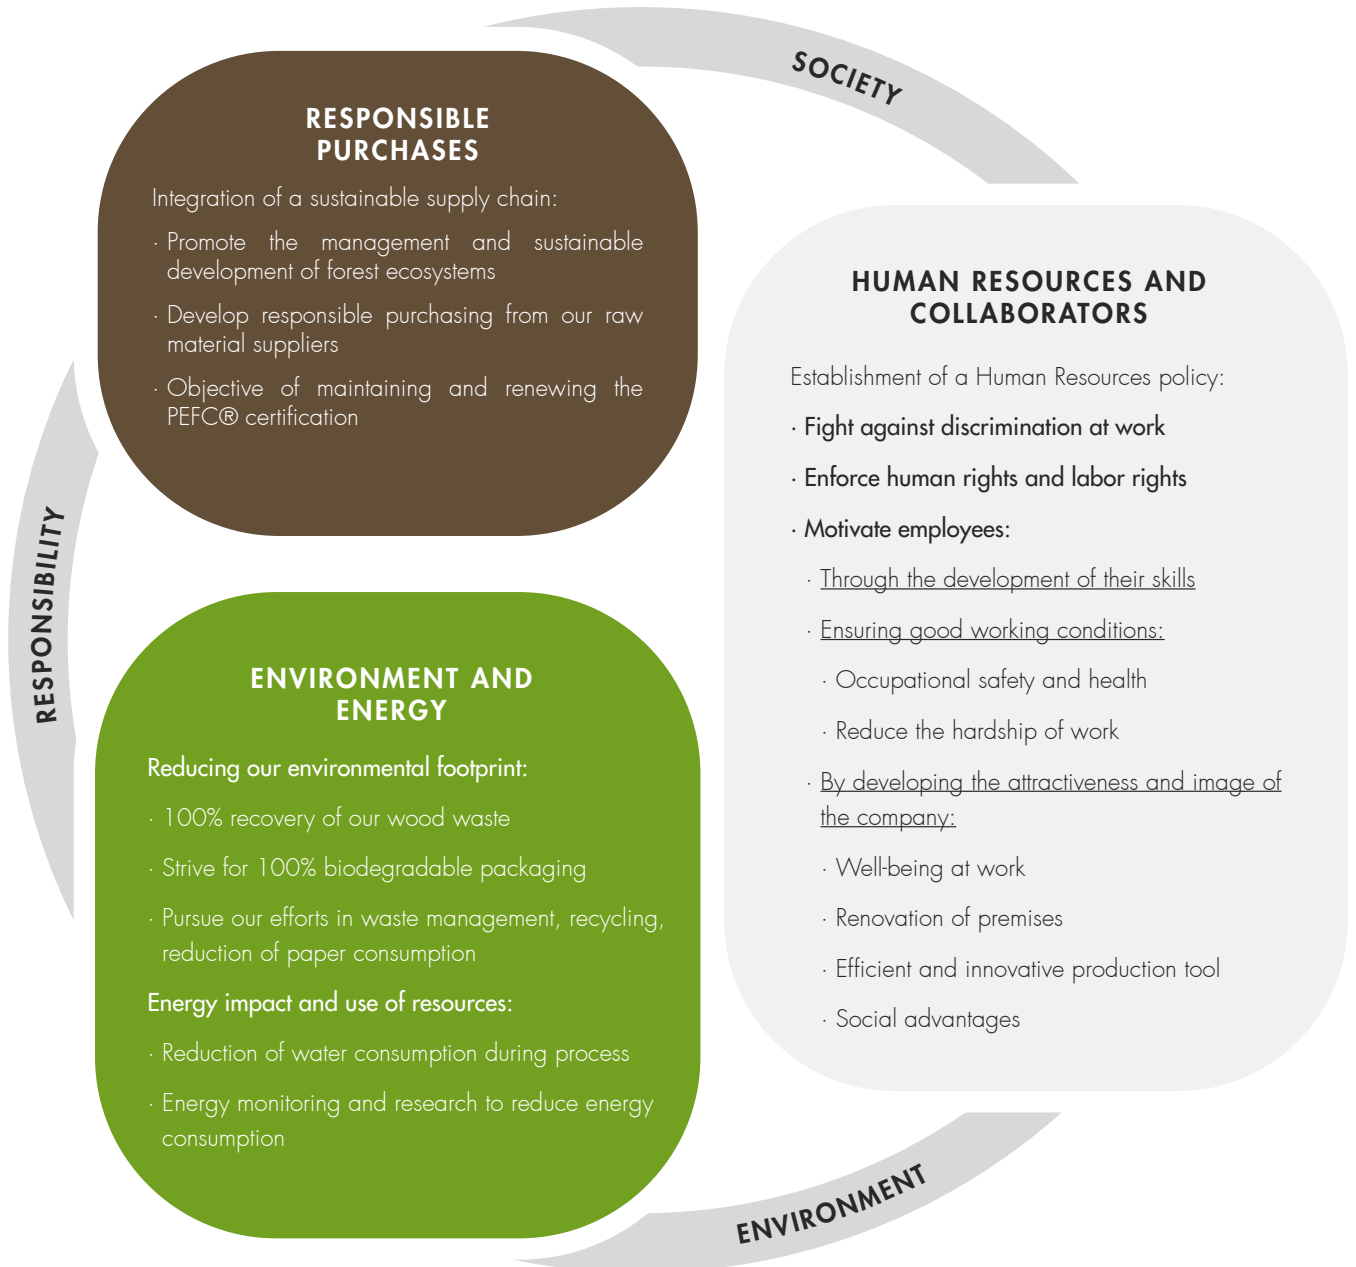 SOCIETY
RESPONSIBLE
PURCHASES
Integration of a sustainable supply chain:
· Promote the management and sustainable
development of forest ecosystems
· Develop responsible purchasing from our raw
material suppliers
· Objective of maintaining and renewing the
PEFC® certification
HUMAN RESOURCES AND
COLLABORATORS
Establishment of a Human Resources policy:
· Fight against discrimination at work
· Enforce human rights and labor rights
· Motivate employees:
· Through the development of their skills
· Ensuring good working conditions:
· Occupational safety and health
· Reduce the hardship of work
· By developing the attractiveness and image of
the company:
· Well-being at work
· Renovation of premises
· Efficient and innovative production tool
· Social advantages
RESPONSIBILITY
ENVIRONMENT AND
ENERGY
Reducing our environmental footprint:
· 100% recovery of our wood waste
· Strive for 100% biodegradable packaging
· Pursue our efforts in waste management, recycling,
reduction of paper consumption
Energy impact and use of resources:
· Reduction of water consumption during process
· Energy monitoring and research to reduce energy
consumption
ENVIRONMENT